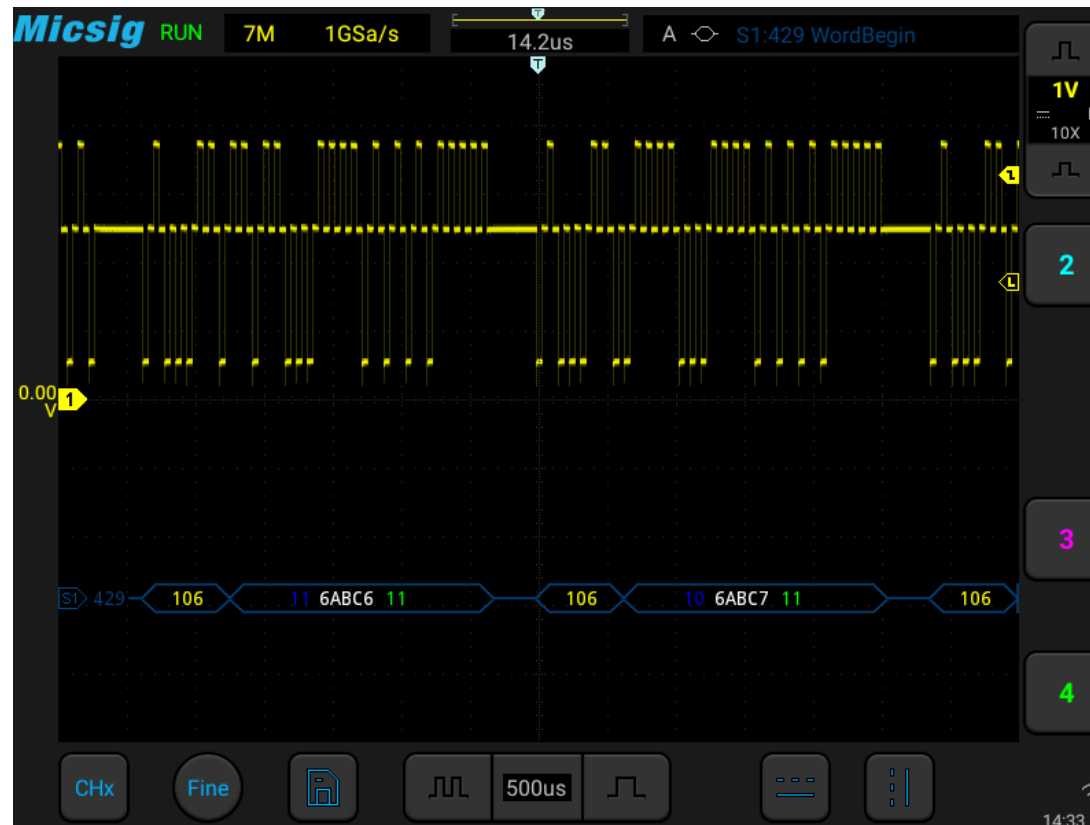 Micsig RUN 7M 1GSa/s 14.2us A S1:429 WordBegin
T
T
1V
10X
2
L
0.00 V 1
3
S1 429 106 11 6ABC6 11 106 10 6ABC7 11 106
4
CHx Fine 500us
14:33